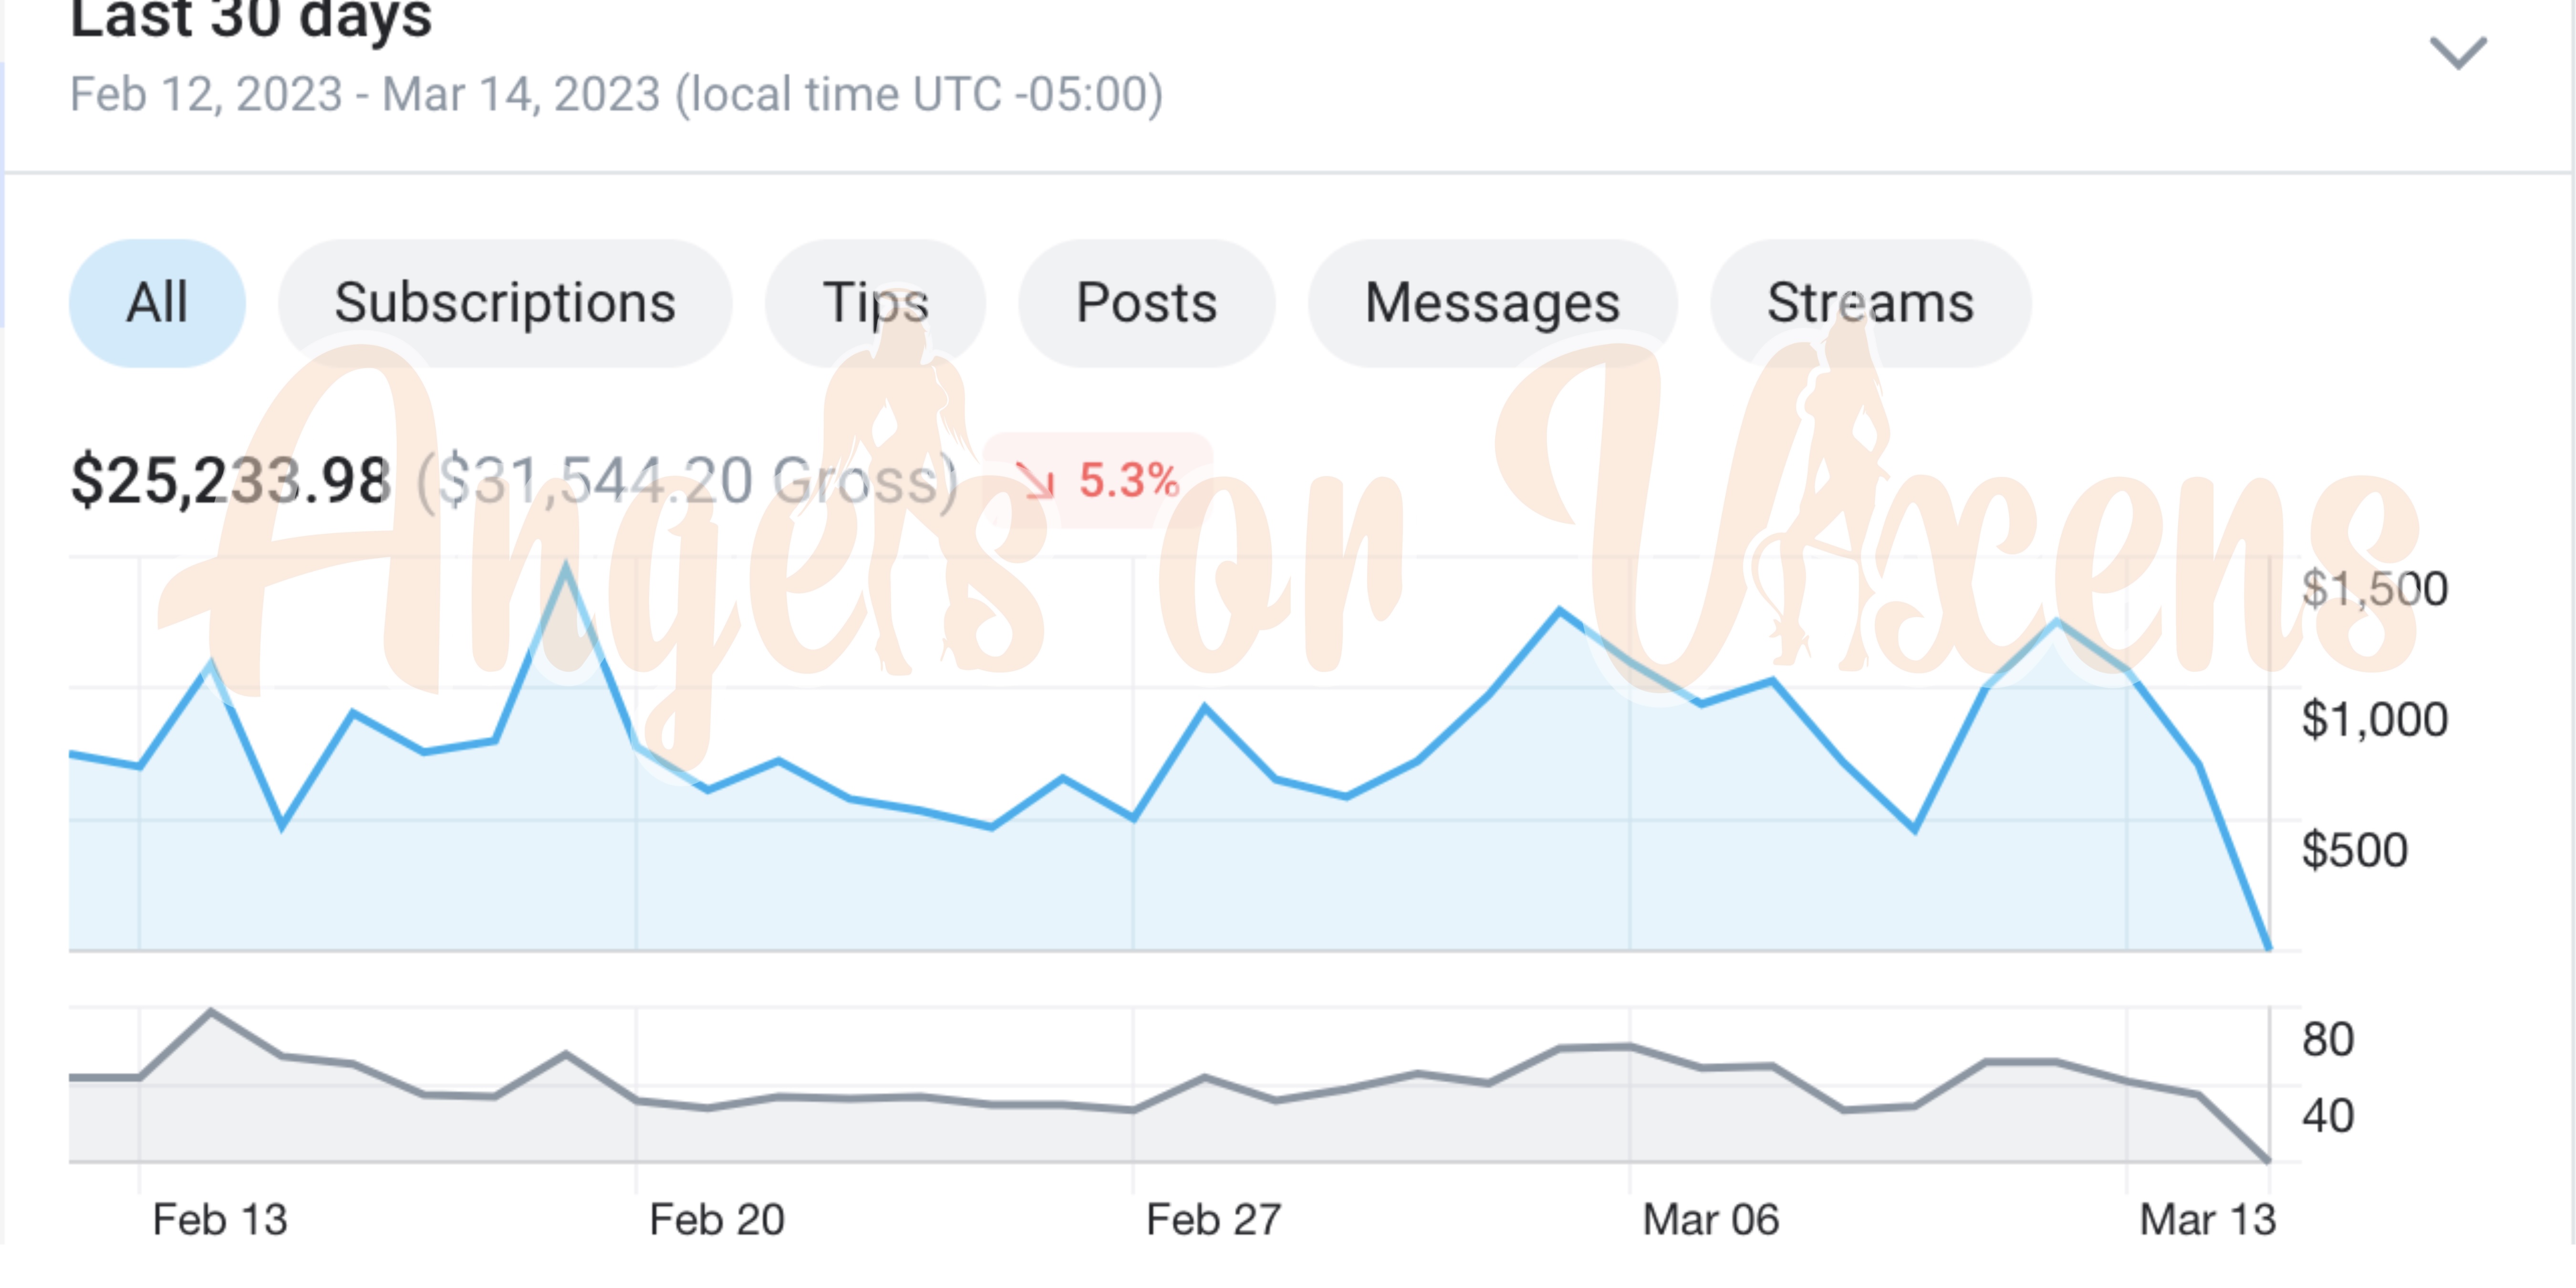 Last 30 days
Feb 12, 2023 - Mar 14, 2023 (local time UTC -05:00)
All Subscriptions Tips Posts Messages Streams
$25,233.98 ($31,544.20 Gross) ↘ 5.3%
Angels or Vixens
$1,500
$1,000
$500
80
40
Feb 13 Feb 20 Feb 27 Mar 06 Mar 13